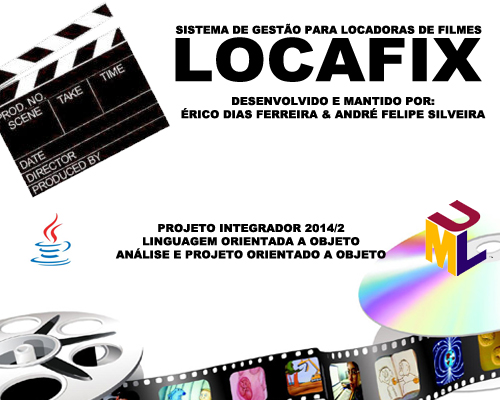 SISTEMA DE GESTÃO PARA LOCADORAS DE FILMES
LOCAFIX
DESENVOLVIDO E MANTIDO POR:
ÉRICO DIAS FERREIRA & ANDRÉ FELIPE SILVEIRA
PROD. NO.
SCENE
TAKE
TIME
DATE
DIRECTOR
PRODUCED BY
PROJETO INTEGRADOR 2014/2
LINGUAGEM ORIENTADA A OBJETO
ANÁLISE E PROJETO ORIENTADO A OBJETO
UML